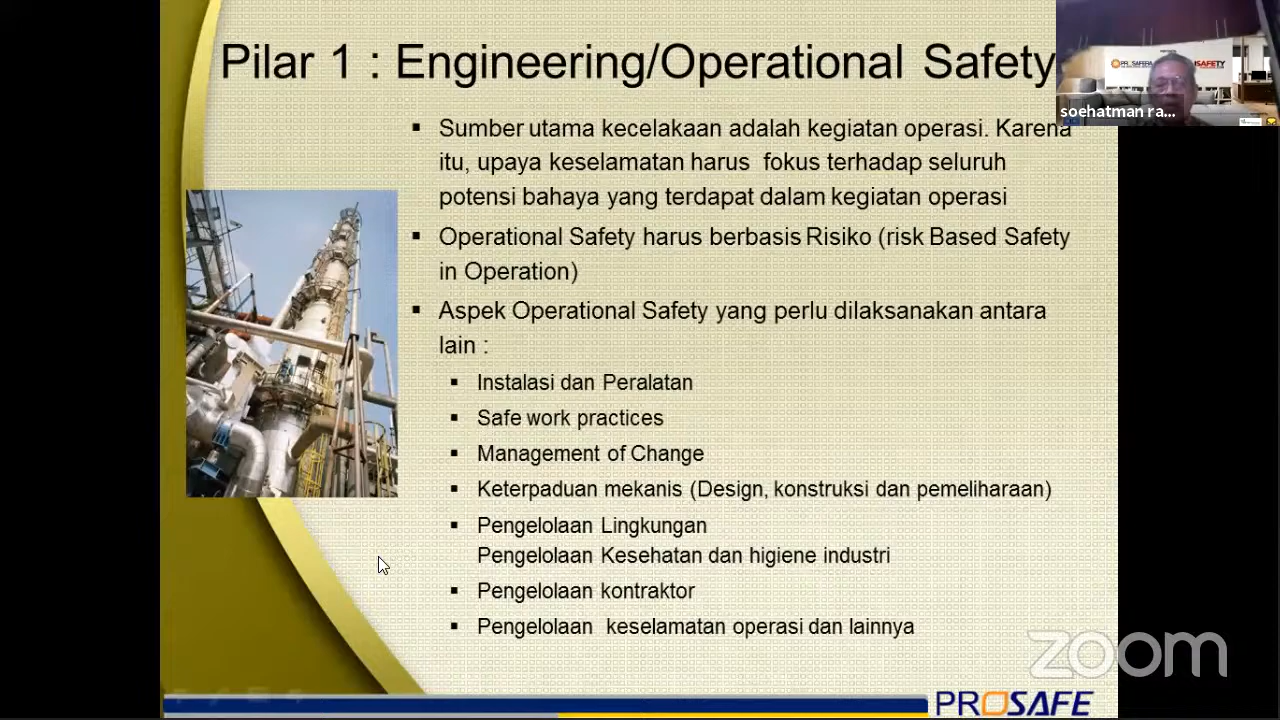 Pilar 1 : Engineering/Operational Safety
soehatman ra...
▪ Sumber utama kecelakaan adalah kegiatan operasi. Karena
itu, upaya keselamatan harus fokus terhadap seluruh
potensi bahaya yang terdapat dalam kegiatan operasi
▪ Operational Safety harus berbasis Risiko (risk Based Safety
in Operation)
▪ Aspek Operational Safety yang perlu dilaksanakan antara
lain :
▪ Instalasi dan Peralatan
▪ Safe work practices
▪ Management of Change
▪ Keterpaduan mekanis (Design, konstruksi dan pemeliharaan)
▪ Pengelolaan Lingkungan
Pengelolaan Kesehatan dan higiene industri
▪ Pengelolaan kontraktor
▪ Pengelolaan keselamatan operasi dan lainnya
zoom
PROSAFE